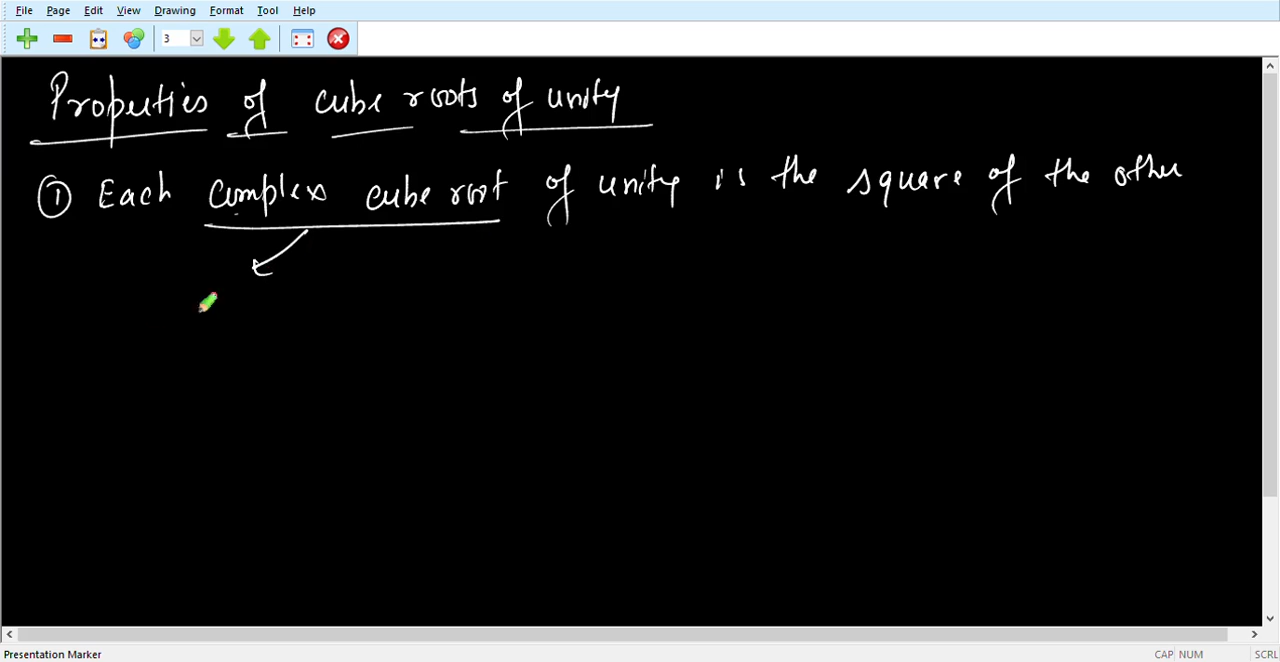 File Page Edit View Drawing Format Tool Help
3
Properties of cube roots of unity
① Each complex cube root of unity is the square of the other
Presentation Marker CAP NUM SCRL